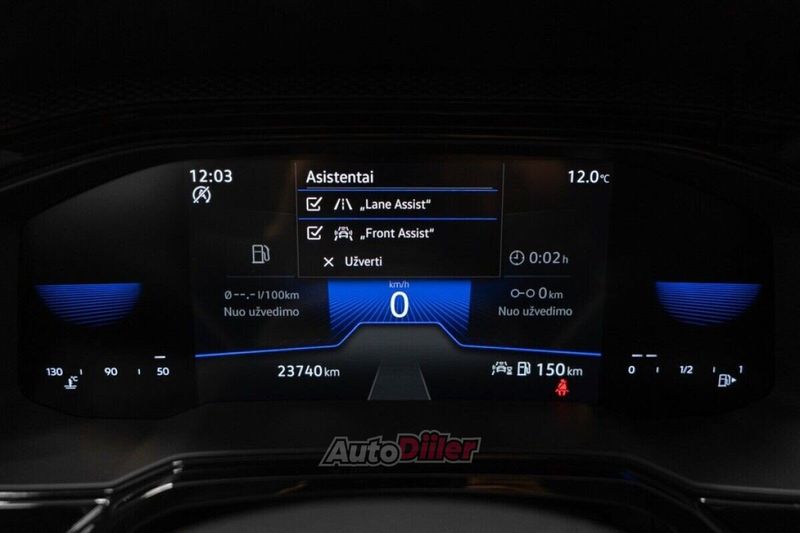 12:03
Asistentai
12.0°C
„Lane Assist“
„Front Assist“
Užverti
0:02 h
km/h
0
Ø--.- l/100km
Nuo užvedimo
0 km
Nuo užvedimo
130 90 50
0 1/2 1
23740 km
150 km
AutoDiiler